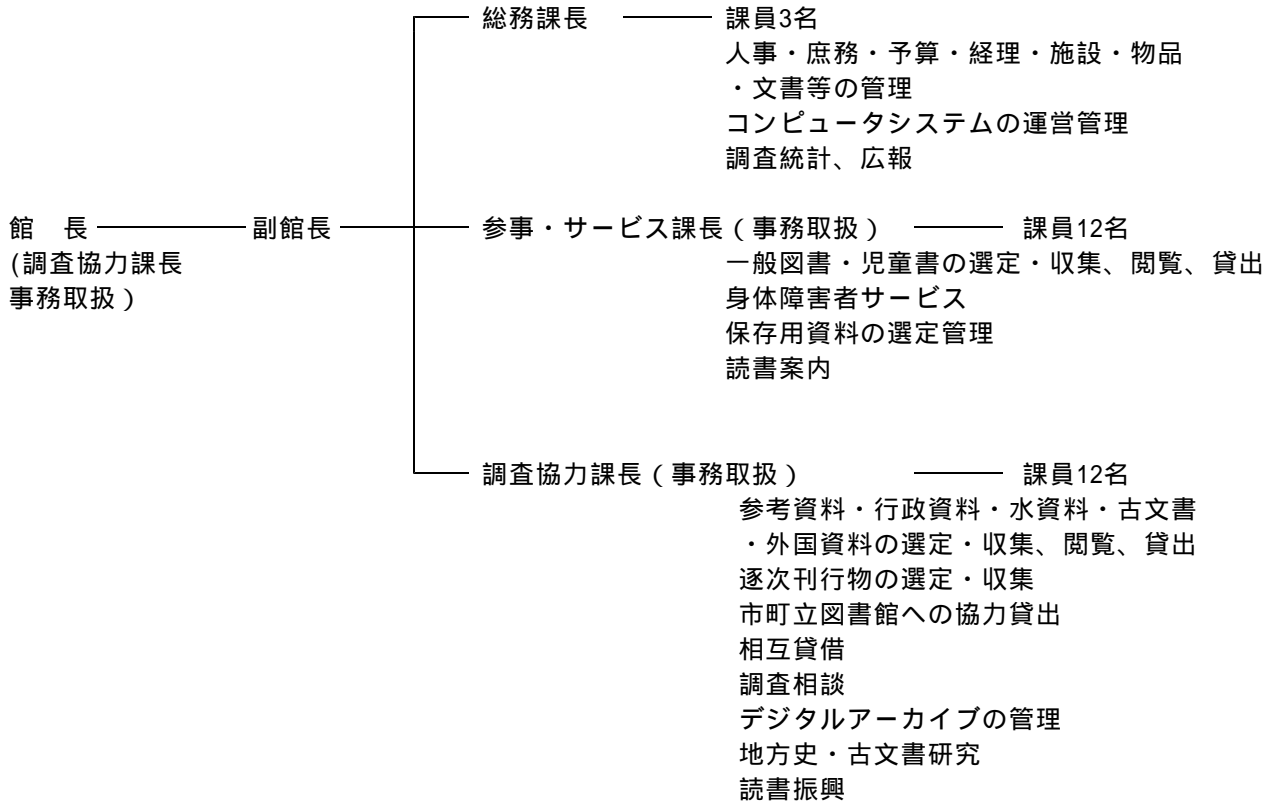 総務課長 課員3名
人事・庶務・予算・経理・施設・物品
・文書等の管理
コンピュータシステムの運営管理
調査統計、広報
館　長 副館長 参事・サービス課長（事務取扱） 課員12名
(調査協力課長
事務取扱）
一般図書・児童書の選定・収集、閲覧、貸出
身体障害者サービス
保存用資料の選定管理
読書案内
調査協力課長（事務取扱） 課員12名
参考資料・行政資料・水資料・古文書
・外国資料の選定・収集、閲覧、貸出
逐次刊行物の選定・収集
市町立図書館への協力貸出
相互貸借
調査相談
デジタルアーカイブの管理
地方史・古文書研究
読書振興